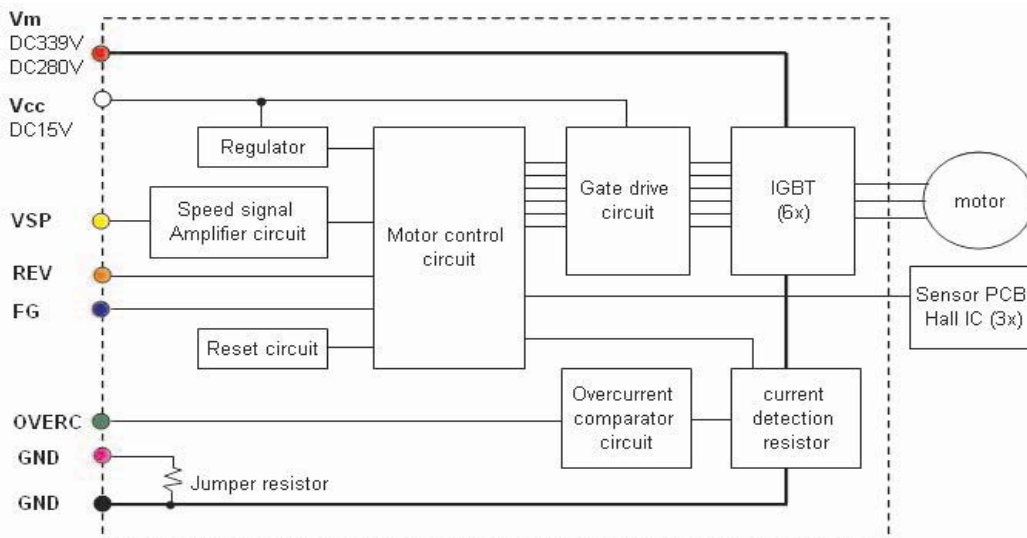 Vm
DC339V
DC280V
Vcc
DC15V
Regulator
Speed signal
Amplifier circuit
VSP
REV
FG
Reset circuit
Motor control
circuit
Gate drive
circuit
IGBT
(6x)
motor
Sensor PCB
Hall IC (3x)
OVERC
Overcurrent
comparator
circuit
current
detection
resistor
GND
Jumper resistor
GND